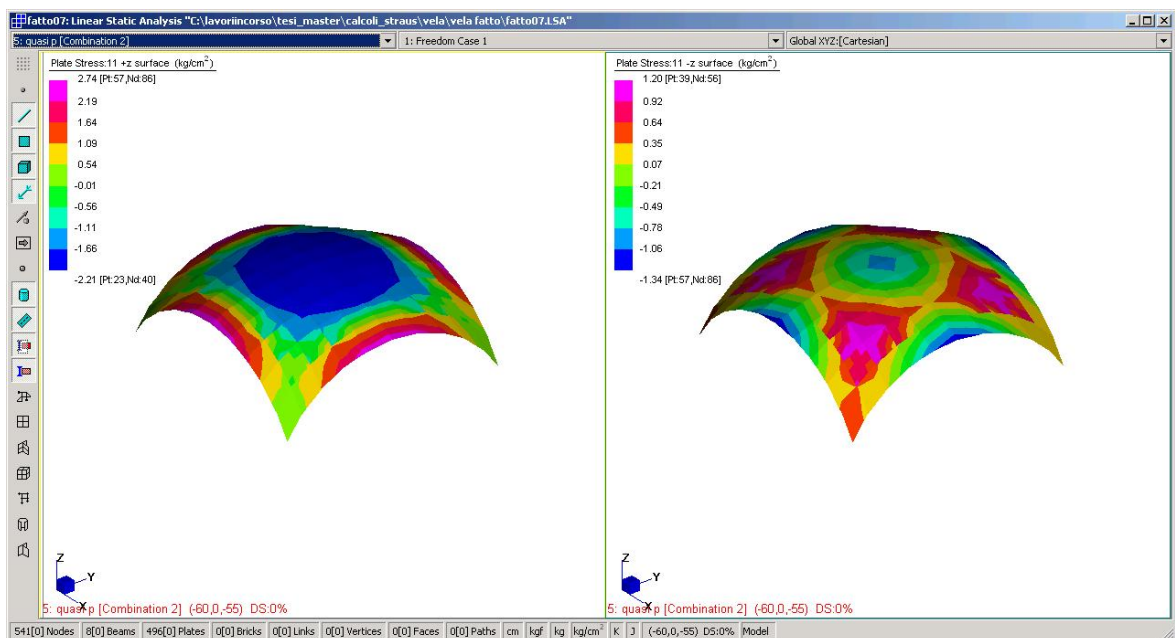 fatto07: Linear Static Analysis "C:\lavoriincorso\tesi_master\calcoli_straus\vela\vela fatto\fatto07.LSA"
5: quasi p [Combination 2]
1: Freedom Case 1
Global XYZ:[Cartesian]
Plate Stress:11 +z surface (kg/cm²)
2.74 [Pt:57,Nd:86]
2.19
1.64
1.09
0.54
-0.01
-0.56
-1.11
-1.66
-2.21 [Pt:23,Nd:40]
Z
Y
X
5: quasi p [Combination 2] (-60,0,-55) DS:0%
Plate Stress:11 -z surface (kg/cm²)
1.20 [Pt:39,Nd:56]
0.92
0.64
0.35
0.07
-0.21
-0.49
-0.78
-1.06
-1.34 [Pt:57,Nd:86]
Z
Y
X
5: quasi p [Combination 2] (-60,0,-55) DS:0%
541[0] Nodes 8[0] Beams 496[0] Plates 0[0] Bricks 0[0] Links 0[0] Vertices 0[0] Faces 0[0] Paths cm kgf kg kg/cm² K J (-60,0,-55) DS:0% Model